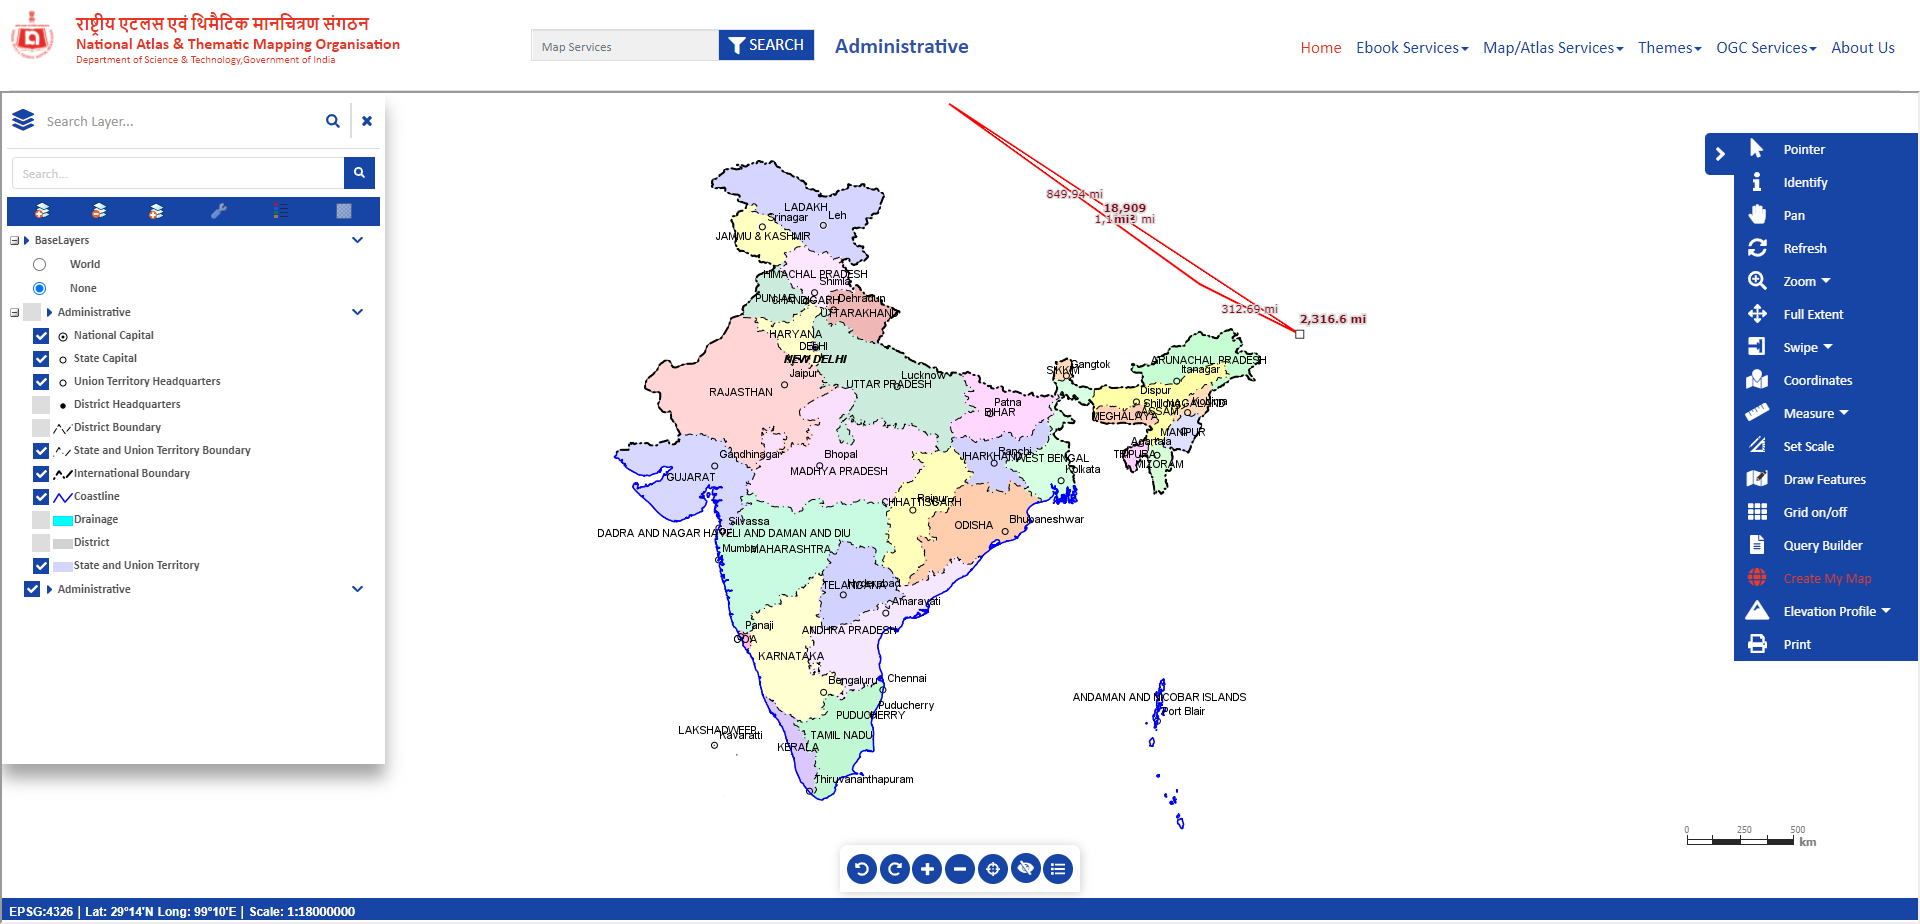 राष्ट्रीय एटलस एवं थिमैटिक मानचित्रण संगठन
National Atlas & Thematic Mapping Organisation
Department of Science & Technology,Government of India
Map Services
SEARCH
Administrative
Home
Ebook Services
Map/Atlas Services
Themes
OGC Services
About Us
Search Layer...
Search...
BaseLayers
World
None
Administrative
National Capital
State Capital
Union Territory Headquarters
District Headquarters
District Boundary
State and Union Territory Boundary
International Boundary
Coastline
Drainage
District
State and Union Territory
Administrative
849.94 mi
18,909
mi²
312.69 mi
2,316.6 mi
LADAKH
Srinagar
Leh
JAMMU & KASHMIR
HIMACHAL PRADESH
Shimla
PUNJAB
CHANDIGARH
Dehradun
UTTARAKHAND
HARYANA
DELHI
NEW DELHI
Jaipur
RAJASTHAN
Lucknow
UTTAR PRADESH
Gangtok
SIKKIM
ARUNACHAL PRADESH
Itanagar
Dispur
Shillong
NAGALAND
Kohima
MEGHALAYA
ASSAM
Patna
BIHAR
MANIPUR
Agartala
TRIPURA
MIZORAM
Gandhinagar
GUJARAT
Bhopal
MADHYA PRADESH
Ranchi
JHARKHAND
WEST BENGAL
Kolkata
Raipur
CHHATTISGARH
ODISHA
Bhubaneshwar
Silvassa
DADRA AND NAGAR HAVELI AND DAMAN AND DIU
Mumbai
MAHARASHTRA
Hyderabad
TELANGANA
Amaravati
Panaji
GOA
ANDHRA PRADESH
KARNATAKA
Bengaluru
Chennai
Puducherry
PUDUCHERRY
LAKSHADWEEP
Kavaratti
TAMIL NADU
KERALA
Thiruvananthapuram
ANDAMAN AND NICOBAR ISLANDS
Port Blair
Pointer
Identify
Pan
Refresh
Zoom
Full Extent
Swipe
Coordinates
Measure
Set Scale
Draw Features
Grid on/off
Query Builder
Create My Map
Elevation Profile
Print
0 250 500
km
EPSG:4326 | Lat: 29°14'N Long: 99°10'E | Scale: 1:18000000